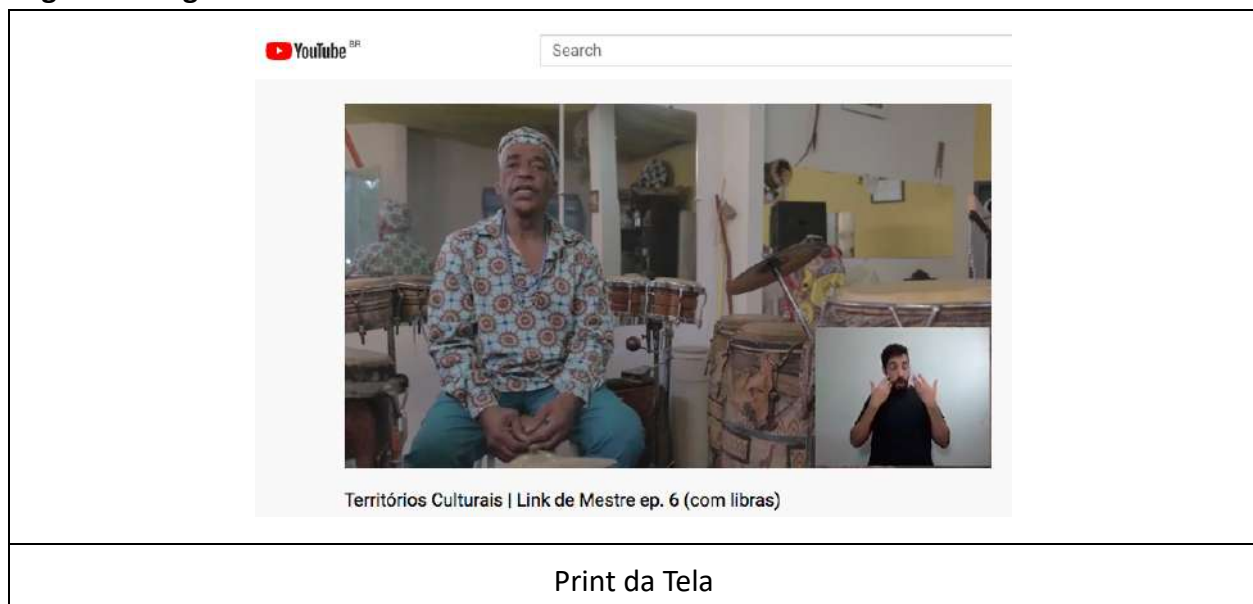 YouTube BR
Search
Territórios Culturais | Link de Mestre ep. 6 (com libras)
Print da Tela